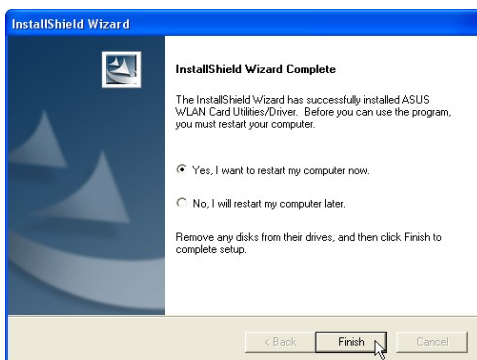 InstallShield Wizard
InstallShield Wizard Complete
The InstallShield Wizard has successfully installed ASUS
WLAN Card Utilities/Driver.  Before you can use the program,
you must restart your computer.
Yes, I want to restart my computer now.
No, I will restart my computer later.
Remove any disks from their drives, and then click Finish to
complete setup.
< Back Finish Cancel